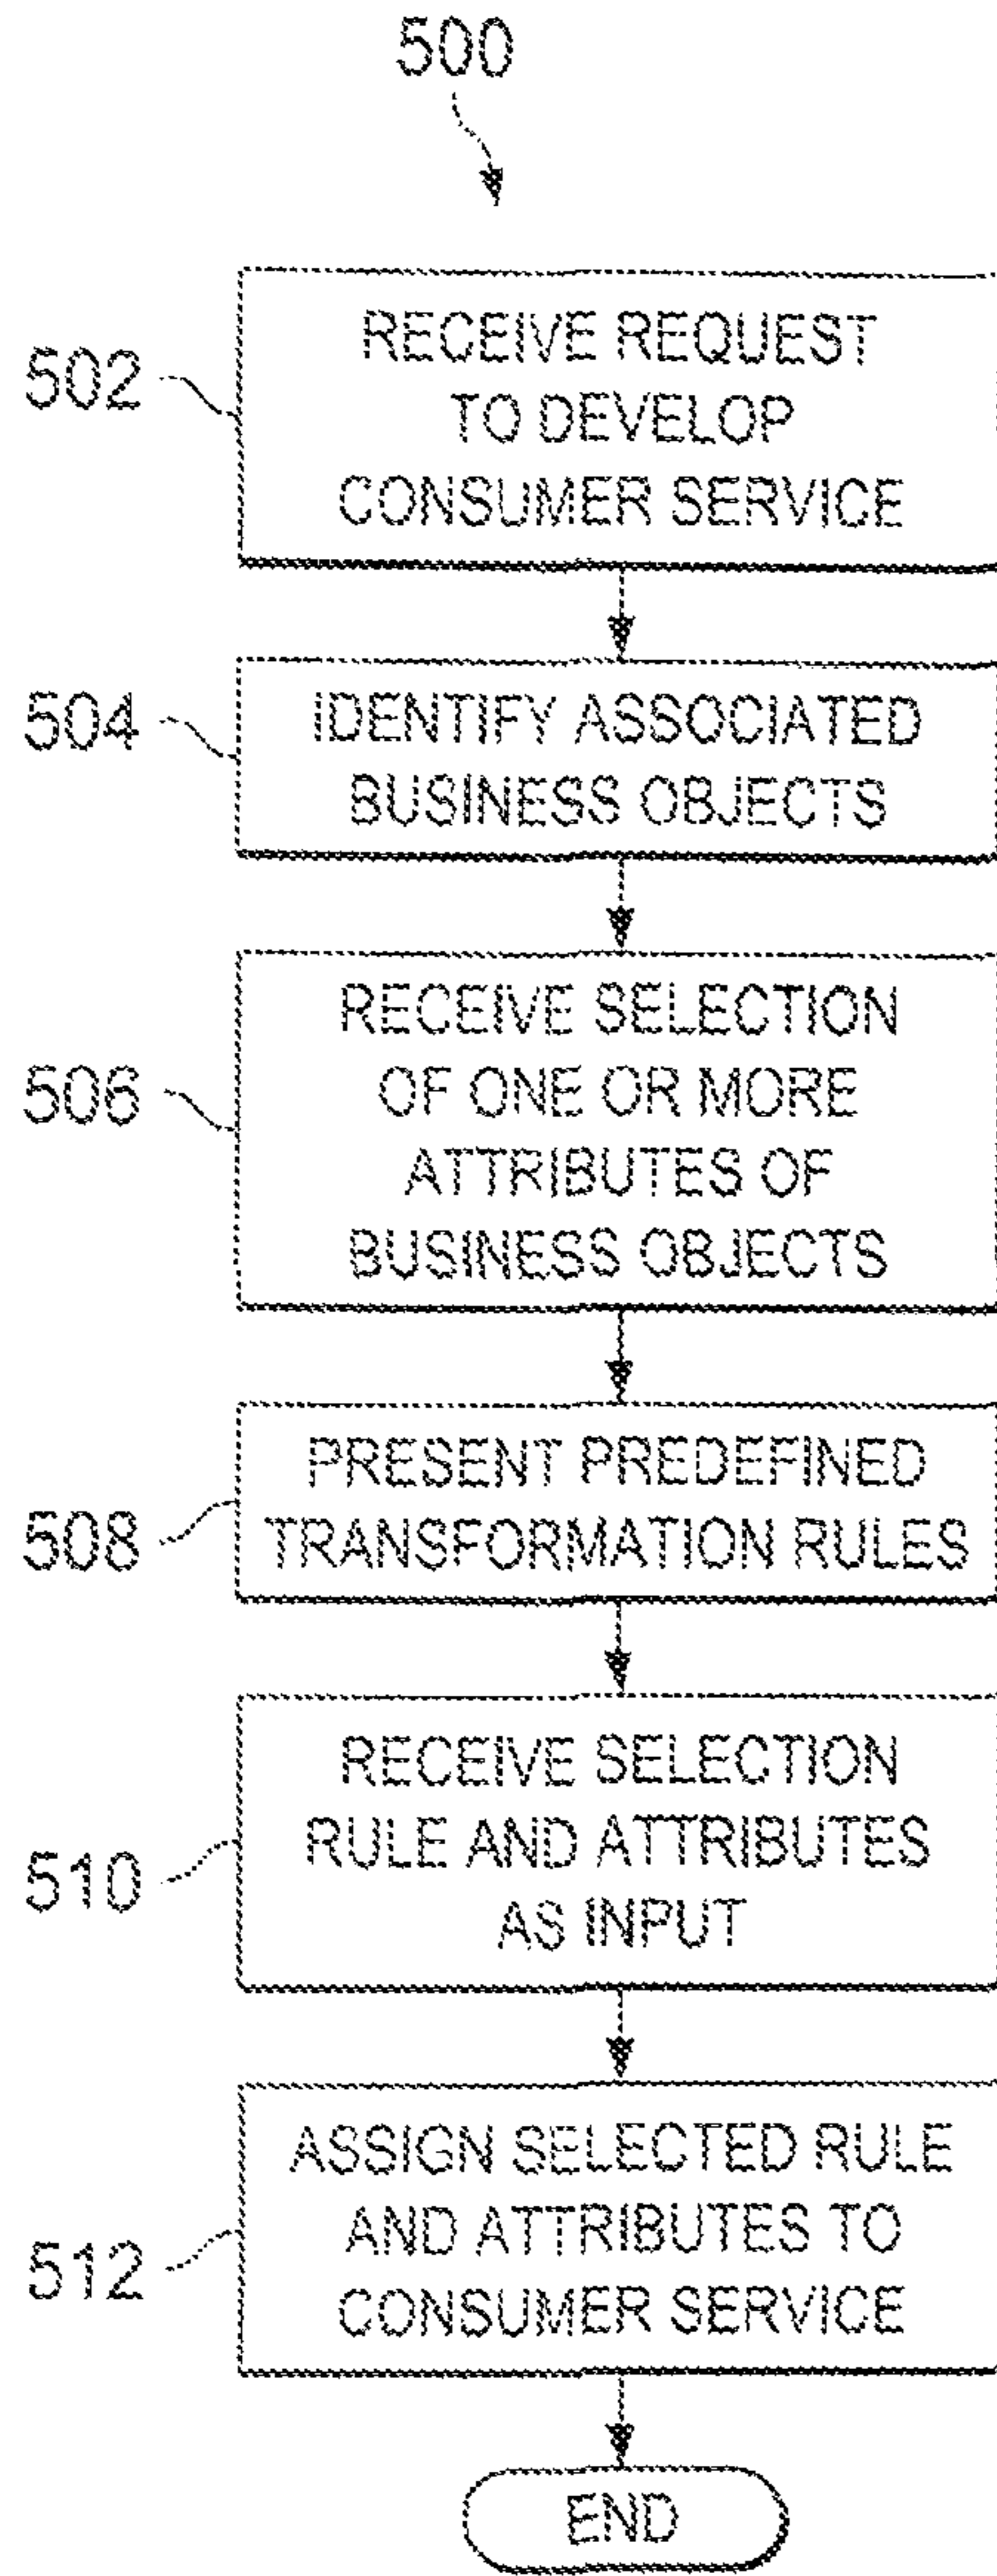 500
502
RECEIVE REQUEST
TO DEVELOP
CONSUMER SERVICE
504
IDENTIFY ASSOCIATED
BUSINESS OBJECTS
506
RECEIVE SELECTION
OF ONE OR MORE
ATTRIBUTES OF
BUSINESS OBJECTS
508
PRESENT PREDEFINED
TRANSFORMATION RULES
510
RECEIVE SELECTION
RULE AND ATTRIBUTES
AS INPUT
512
ASSIGN SELECTED RULE
AND ATTRIBUTES TO
CONSUMER SERVICE
END